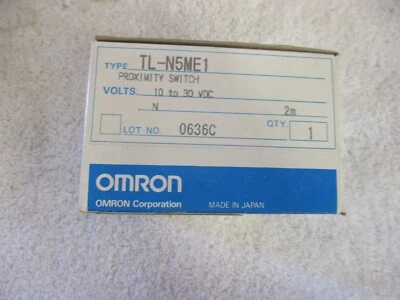 TYPE TL-N5ME1
PROXIMITY SWITCH
VOLTS. 10 to 30 VDC
N 2m
LOT NO. 0636C QTY. 1
OMRON
OMRON Corporation MADE IN JAPAN